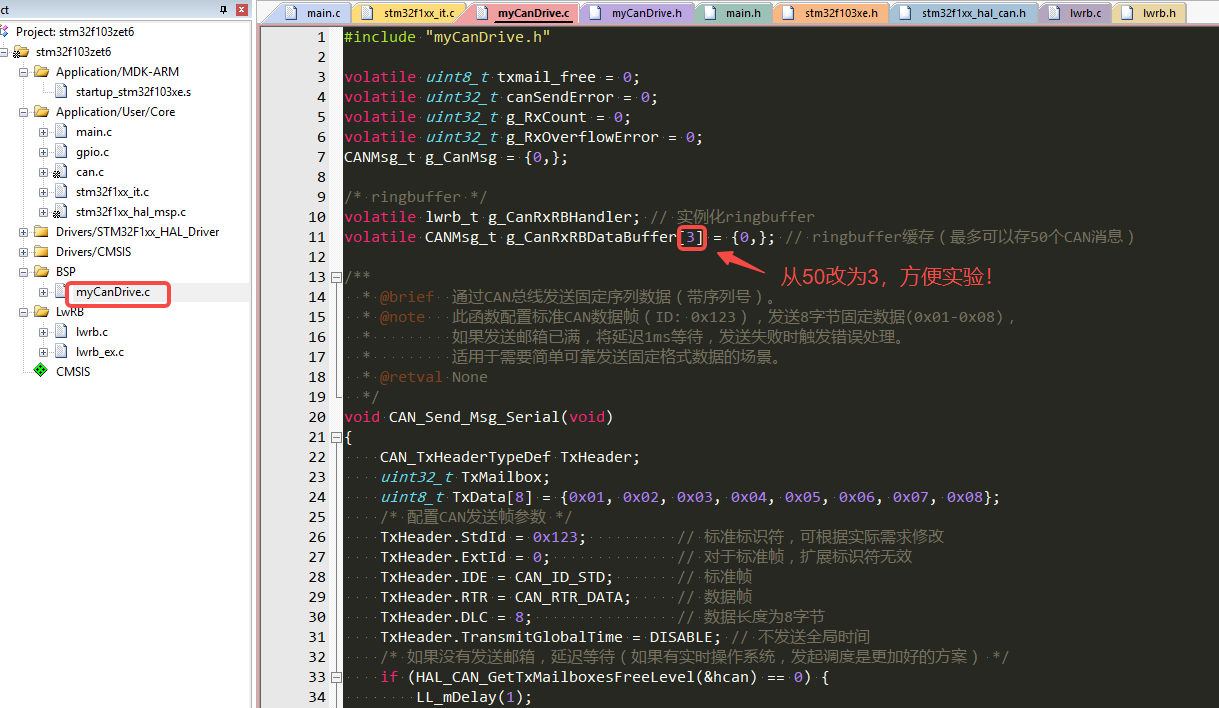 ct
Project: stm32f103zet6
stm32f103zet6
Application/MDK-ARM
startup_stm32f103xe.s
Application/User/Core
main.c
gpio.c
can.c
stm32f1xx_it.c
stm32f1xx_hal_msp.c
Drivers/STM32F1xx_HAL_Driver
Drivers/CMSIS
BSP
myCanDrive.c
LwRB
lwrb.c
lwrb_ex.c
CMSIS
main.c stm32f1xx_it.c myCanDrive.c myCanDrive.h main.h stm32f103xe.h stm32f1xx_hal_can.h lwrb.c lwrb.h
1 #include "myCanDrive.h"
2
3 volatile uint8_t txmail_free = 0;
4 volatile uint32_t canSendError = 0;
5 volatile uint32_t g_RxCount = 0;
6 volatile uint32_t g_RxOverflowError = 0;
7 CANMsg_t g_CanMsg = {0,};
8
9 /* ringbuffer */
10 volatile lwrb_t g_CanRxRBHandler; // 实例化ringbuffer
11 volatile CANMsg_t g_CanRxRBDataBuffer[3] = {0,}; // ringbuffer缓存（最多可以存50个CAN消息）
12
从50改为3，方便实验！
13 /**
14 * @brief 通过CAN总线发送固定序列数据（带序列号）。
15 * @note 此函数配置标准CAN数据帧（ID: 0x123），发送8字节固定数据(0x01-0x08)，
16 * 如果发送邮箱已满，将延迟1ms等待，发送失败时触发错误处理。
17 * 适用于需要简单可靠发送固定格式数据的场景。
18 * @retval None
19 */
20 void CAN_Send_Msg_Serial(void)
21 {
22 CAN_TxHeaderTypeDef TxHeader;
23 uint32_t TxMailbox;
24 uint8_t TxData[8] = {0x01, 0x02, 0x03, 0x04, 0x05, 0x06, 0x07, 0x08};
25 /* 配置CAN发送帧参数 */
26 TxHeader.StdId = 0x123; // 标准标识符，可根据实际需求修改
27 TxHeader.ExtId = 0; // 对于标准帧，扩展标识符无效
28 TxHeader.IDE = CAN_ID_STD; // 标准帧
29 TxHeader.RTR = CAN_RTR_DATA; // 数据帧
30 TxHeader.DLC = 8; // 数据长度为8字节
31 TxHeader.TransmitGlobalTime = DISABLE; // 不发送全局时间
32 /* 如果没有发送邮箱，延迟等待（如果有实时操作系统，发起调度是更加好的方案） */
33 if (HAL_CAN_GetTxMailboxesFreeLevel(&hcan) == 0) {
34 LL_mDelay(1);